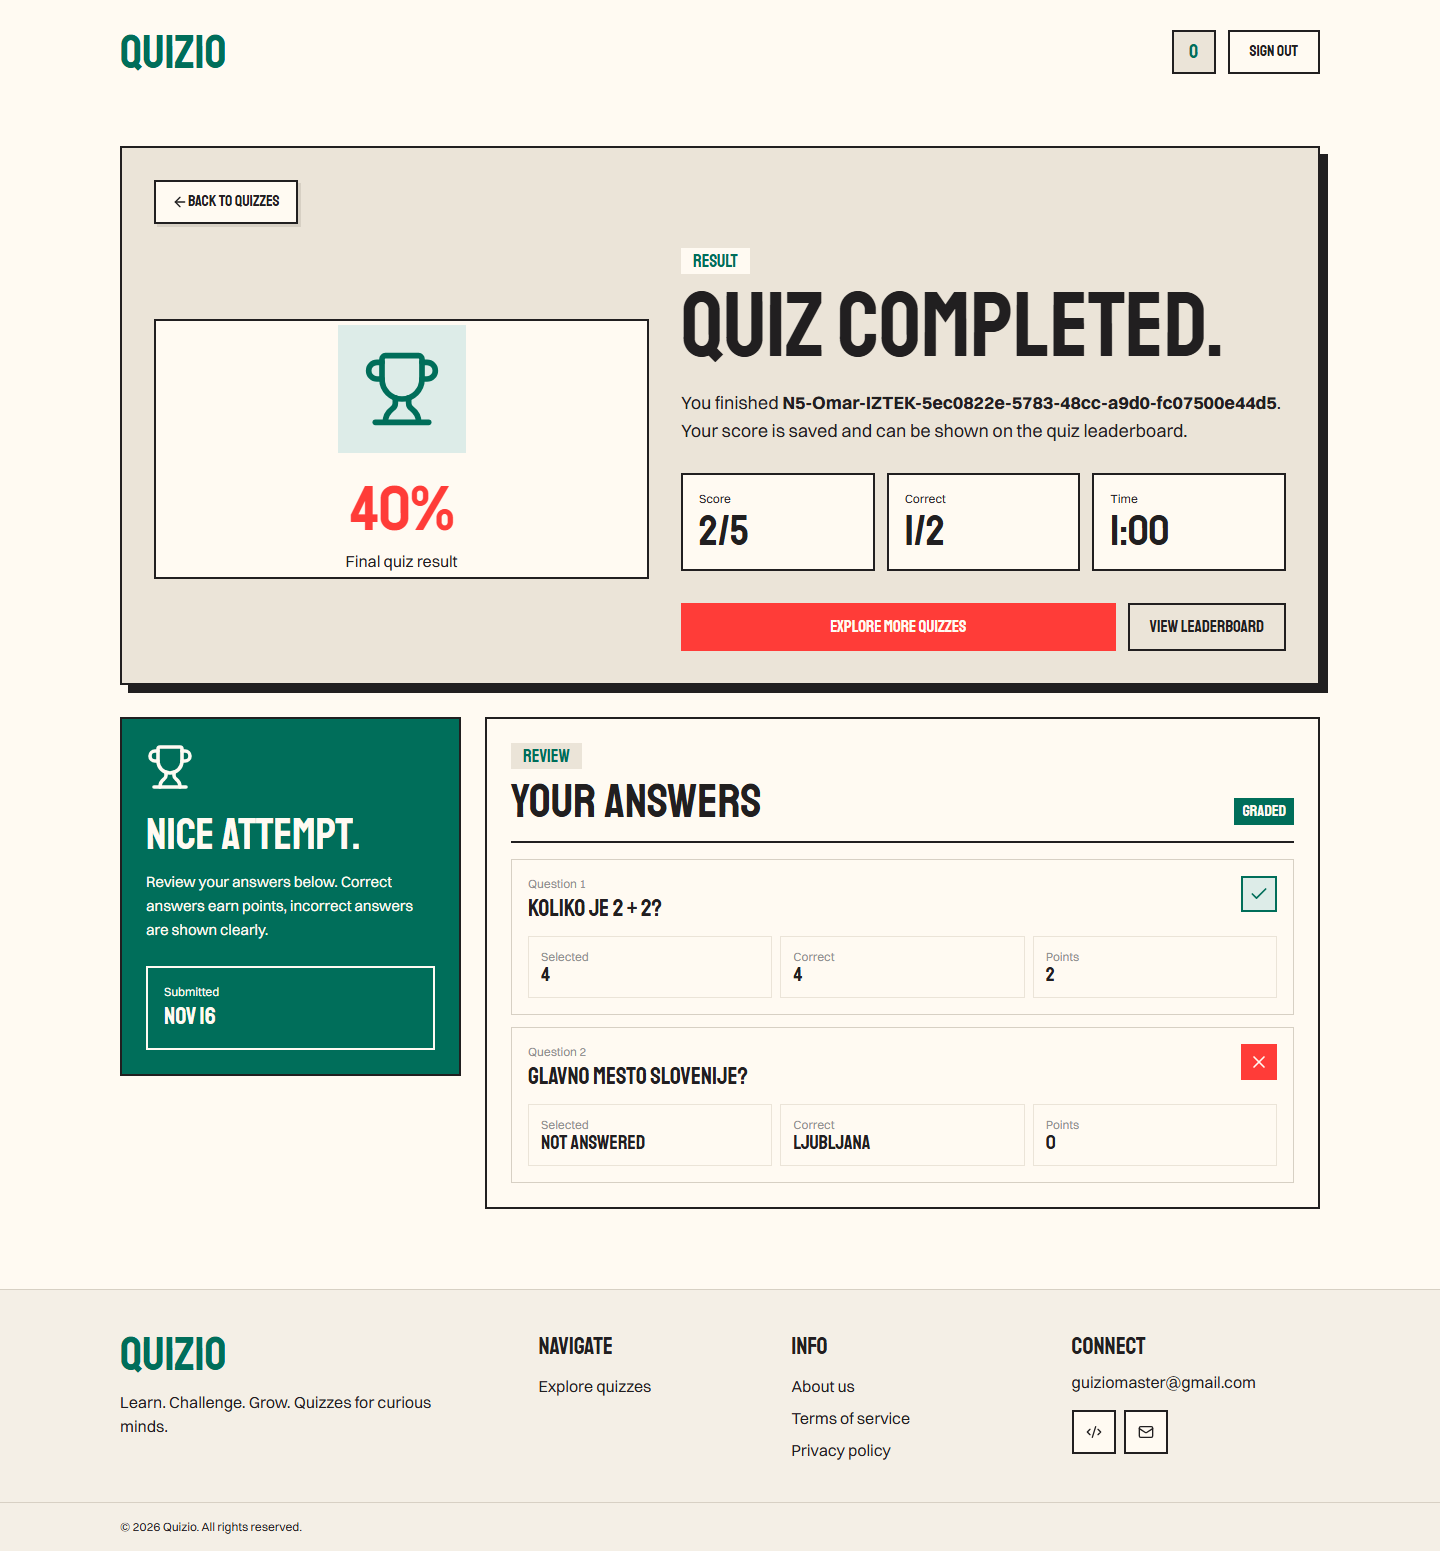 QUIZIO
0
SIGN OUT
BACK TO QUIZZES
RESULT
QUIZ COMPLETED.
You finished N5-Omar-IZTEK-5ec0822e-5783-48cc-a9d0-fc07500e44d5.
Your score is saved and can be shown on the quiz leaderboard.
40%
Final quiz result
Score
2/5
Correct
1/2
Time
1:00
EXPLORE MORE QUIZZES
VIEW LEADERBOARD
NICE ATTEMPT.
Review your answers below. Correct
answers earn points, incorrect answers
are shown clearly.
Submitted
NOV 16
REVIEW
YOUR ANSWERS
GRADED
Question 1
KOLIKO JE 2 + 2?
Selected
4
Correct
4
Points
2
Question 2
GLAVNO MESTO SLOVENIJE?
Selected
NOT ANSWERED
Correct
LJUBLJANA
Points
0
QUIZIO
Learn. Challenge. Grow. Quizzes for curious
minds.
NAVIGATE
Explore quizzes
INFO
About us
Terms of service
Privacy policy
CONNECT
guiziomaster@gmail.com
© 2026 Quizio. All rights reserved.